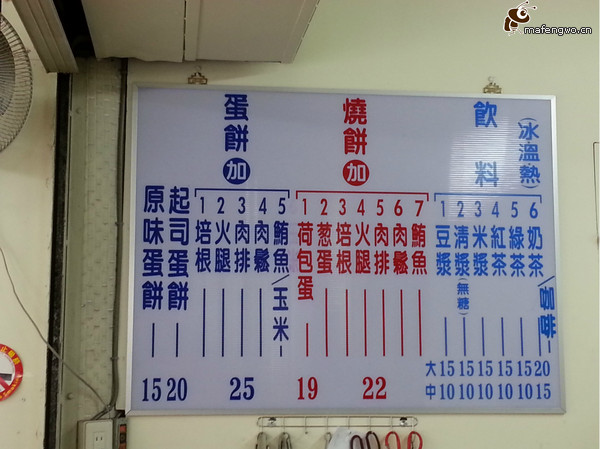 mafengwo.cn
原味蛋餅
15
起司蛋餅
20
蛋餅加
1 培根
2 火腿
3 肉排
4 肉鬆
5 鮪魚/玉米
25
燒餅加
1 荷包蛋
2 葱蛋
3 培根
4 火腿
5 肉排
6 肉鬆
7 鮪魚
19
22
飲料(冰溫熱)
1 豆漿
2 清漿(無糖)
3 米漿
4 紅茶
5 綠茶
6 奶茶/
大 15 15 15 15 15 20
中 10 10 10 10 10 15